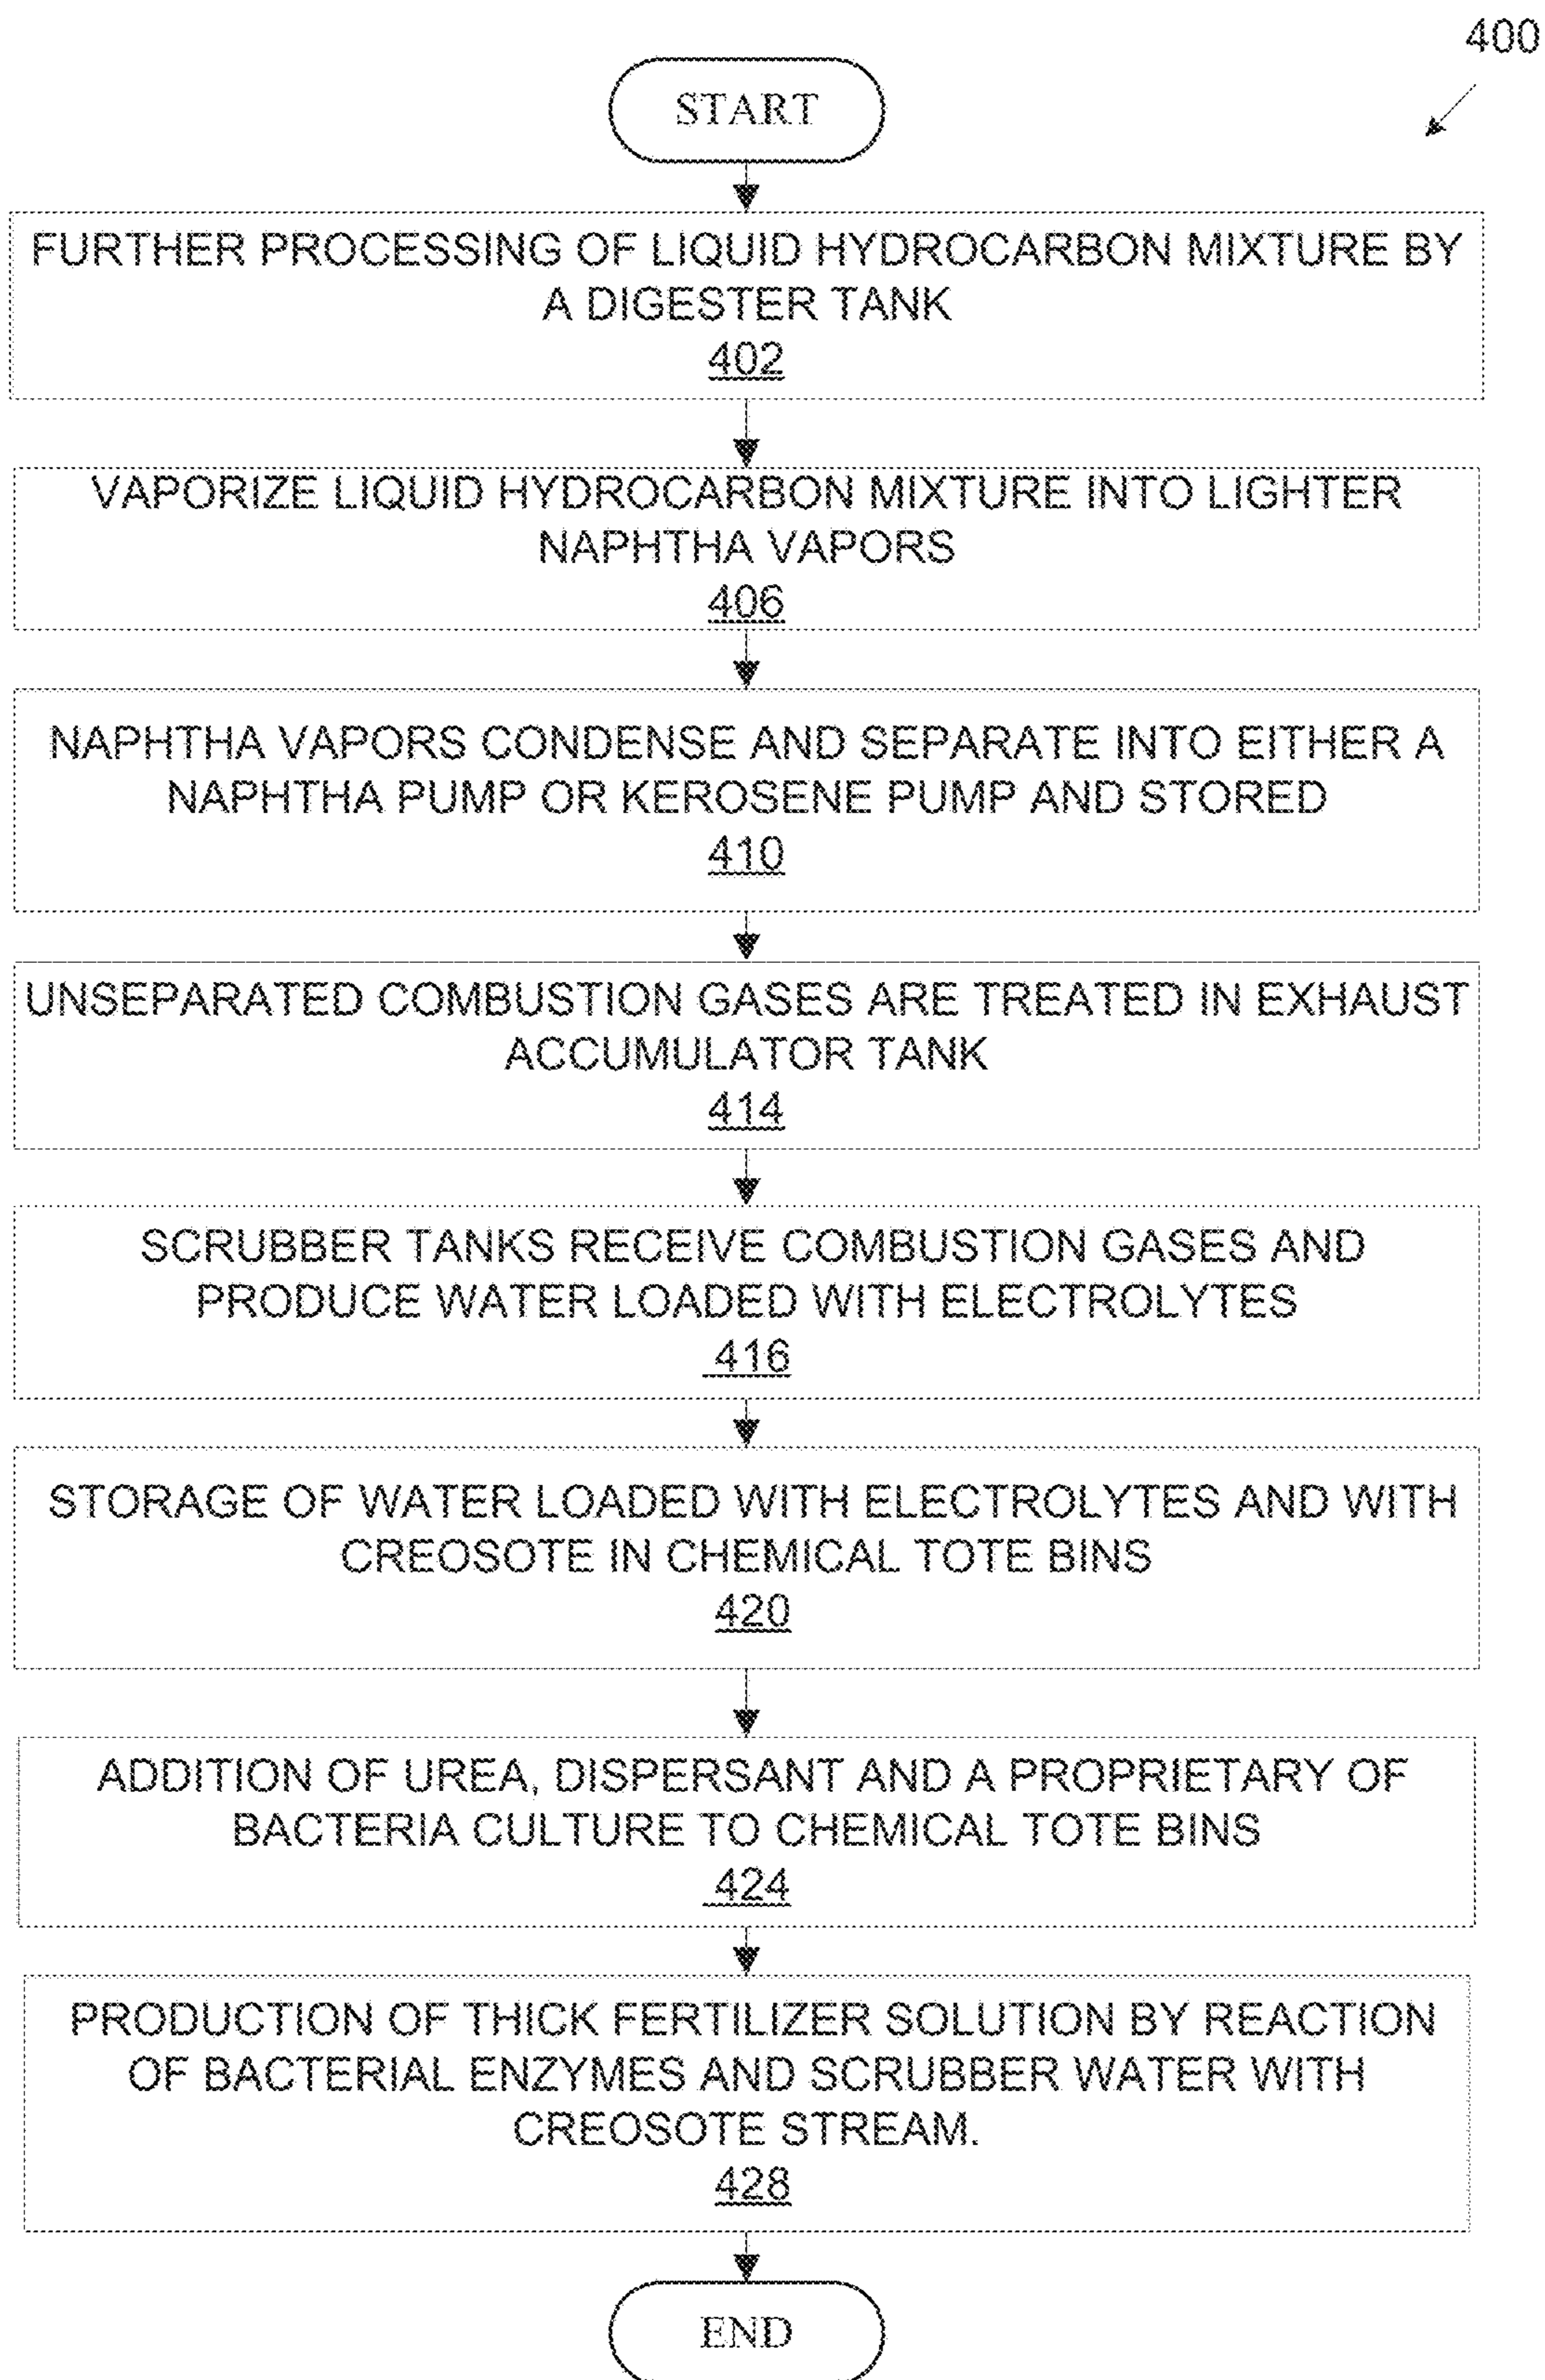 400
START
FURTHER PROCESSING OF LIQUID HYDROCARBON MIXTURE BY
A DIGESTER TANK
402
VAPORIZE LIQUID HYDROCARBON MIXTURE INTO LIGHTER
NAPHTHA VAPORS
406
NAPHTHA VAPORS CONDENSE AND SEPARATE INTO EITHER A
NAPHTHA PUMP OR KEROSENE PUMP AND STORED
410
UNSEPARATED COMBUSTION GASES ARE TREATED IN EXHAUST
ACCUMULATOR TANK
414
SCRUBBER TANKS RECEIVE COMBUSTION GASES AND
PRODUCE WATER LOADED WITH ELECTROLYTES
416
STORAGE OF WATER LOADED WITH ELECTROLYTES AND WITH
CREOSOTE IN CHEMICAL TOTE BINS
420
ADDITION OF UREA, DISPERSANT AND A PROPRIETARY OF
BACTERIA CULTURE TO CHEMICAL TOTE BINS
424
PRODUCTION OF THICK FERTILIZER SOLUTION BY REACTION
OF BACTERIAL ENZYMES AND SCRUBBER WATER WITH
CREOSOTE STREAM.
428
END